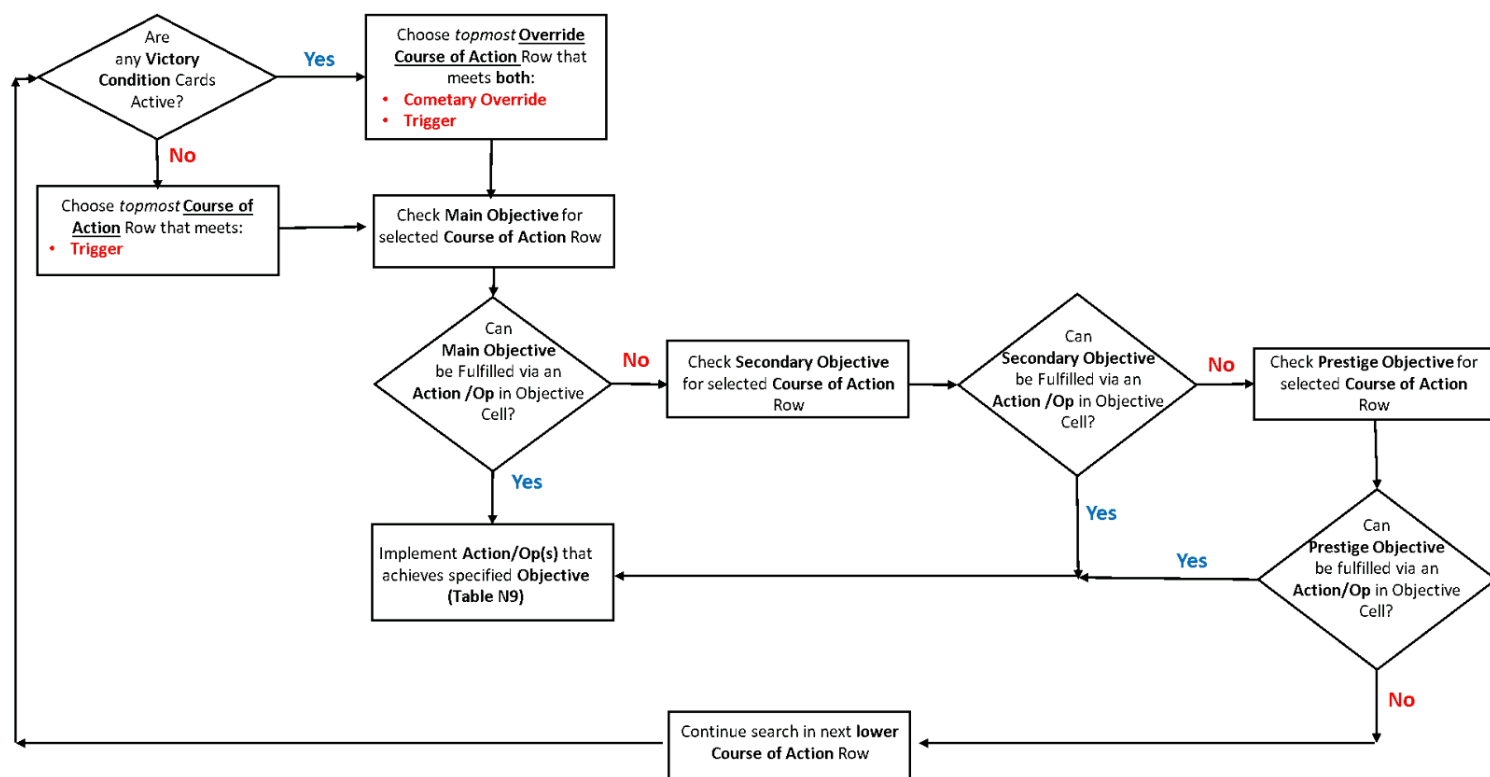 Are
any Victory
Condition Cards
Active?
Yes
No
Choose topmost Override
Course of Action Row that
meets both:
• Cometary Override
• Trigger
Choose topmost Course of
Action Row that meets:
• Trigger
Check Main Objective for
selected Course of Action Row
Can
Main Objective
be Fulfilled via an
Action /Op in Objective
Cell?
No
Yes
Check Secondary Objective
for selected Course of Action
Row
Can
Secondary Objective
be Fulfilled via an
Action /Op in Objective
Cell?
No
Yes
Check Prestige Objective for
selected Course of Action
Row
Can
Prestige Objective
be fulfilled via an
Action/Op in Objective
Cell?
Yes
No
Implement Action/Op(s) that
achieves specified Objective
(Table N9)
Continue search in next lower
Course of Action Row